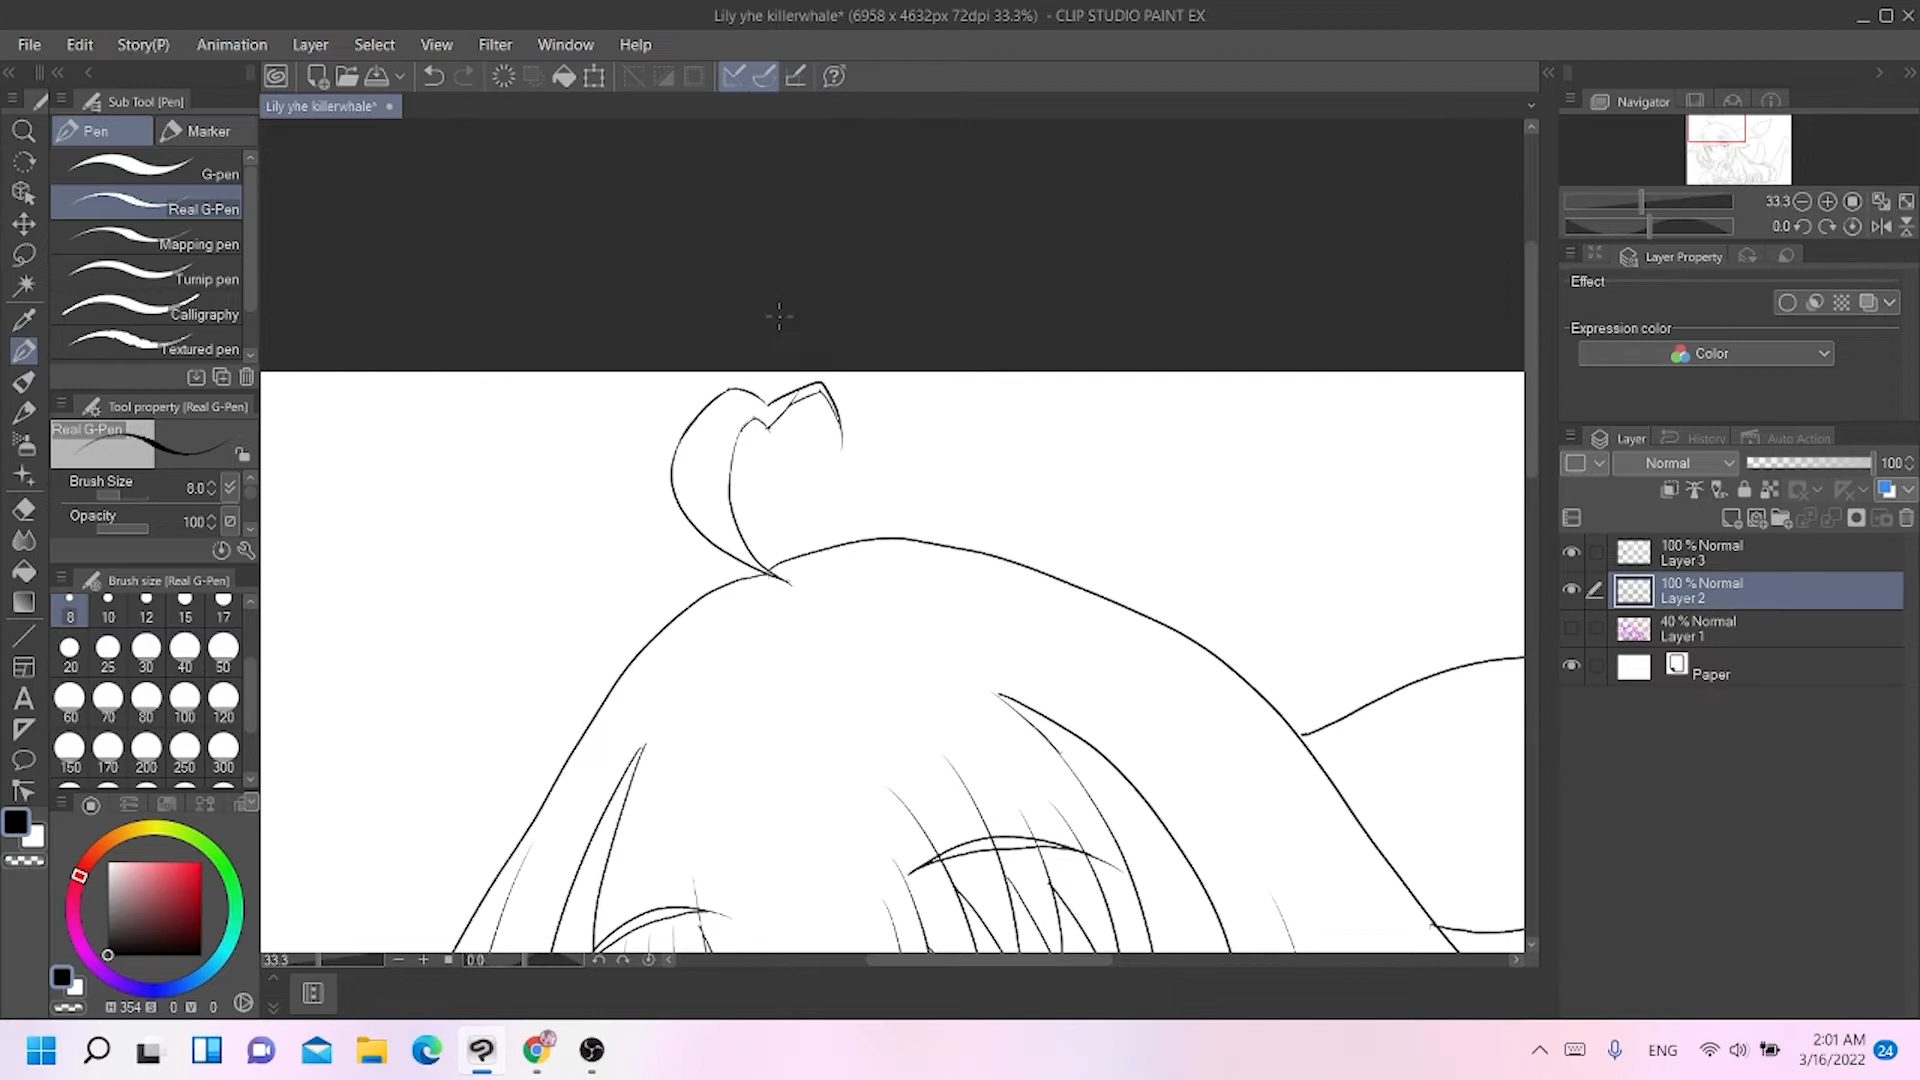 Lily yhe killerwhale* (6958 x 4632px 72dpi 33.3%) - CLIP STUDIO PAINT EX
File Edit Story(P) Animation Layer Select View Filter Window Help
Sub Tool [Pen]
Pen Marker
G-pen
Real G-Pen
Mapping pen
Turnip pen
Calligraphy
Textured pen
Tool property [Real G-Pen]
Real G-Pen
Brush Size 8.0
Opacity 100
Brush size [Real G-Pen]
8 10 12 15 17
20 25 30 40 50
60 70 80 100 120
150 170 200 250 300
H 354 S 0 V 0
Lily yhe killerwhale*
33.3 0.0
Navigator
33.3
0.0
Layer Property
Effect
Expression color
Color
Layer History Auto Action
Normal 100
100 % Normal
Layer 3
100 % Normal
Layer 2
40 % Normal
Layer 1
Paper
ENG
2:01 AM
3/16/2022
24